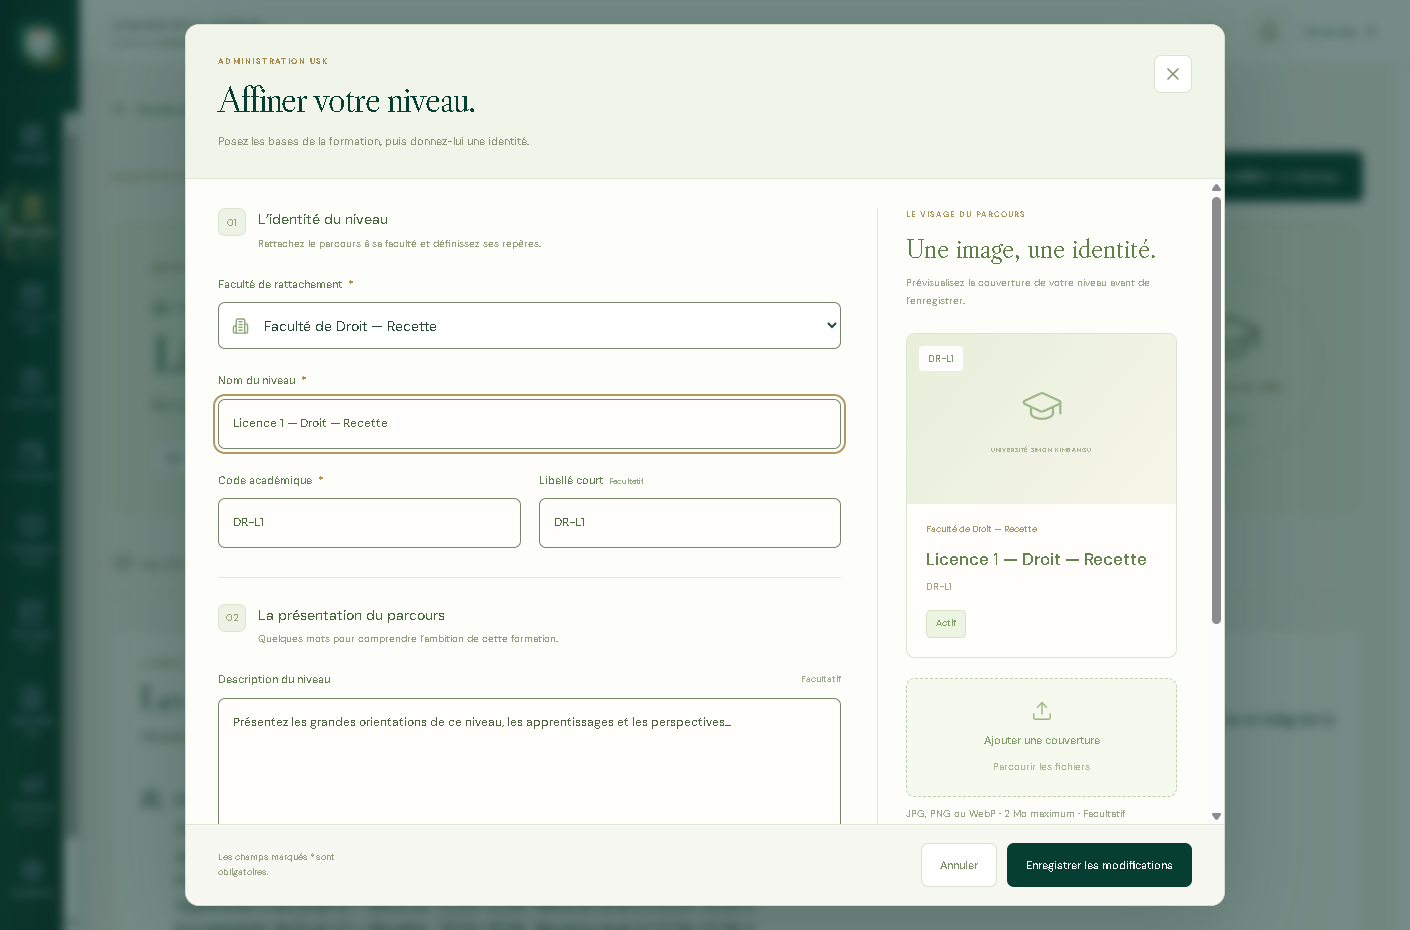 ADMINISTRATION USK
Affiner votre niveau.
Posez les bases de la formation, puis donnez-lui une identité.
01
L'identité du niveau
Rattachez le parcours à sa faculté et définissez ses repères.
Faculté de rattachement *
Faculté de Droit — Recette
Nom du niveau *
Licence 1 — Droit — Recette
Code académique *
Libellé court Facultatif
DR-L1
DR-L1
02
La présentation du parcours
Quelques mots pour comprendre l'ambition de cette formation.
Description du niveau
Facultatif
Présentez les grandes orientations de ce niveau, les apprentissages et les perspectives…
LE VISAGE DU PARCOURS
Une image, une identité.
Prévisualisez la couverture de votre niveau avant de
l'enregistrer.
DR-L1
UNIVERSITÉ SIMON KIMBANGU
Faculté de Droit — Recette
Licence 1 — Droit — Recette
DR-L1
Actif
Ajouter une couverture
Parcourir les fichiers
JPG, PNG ou WebP · 2 Mo maximum · Facultatif
Les champs marqués * sont
obligatoires.
Annuler
Enregistrer les modifications